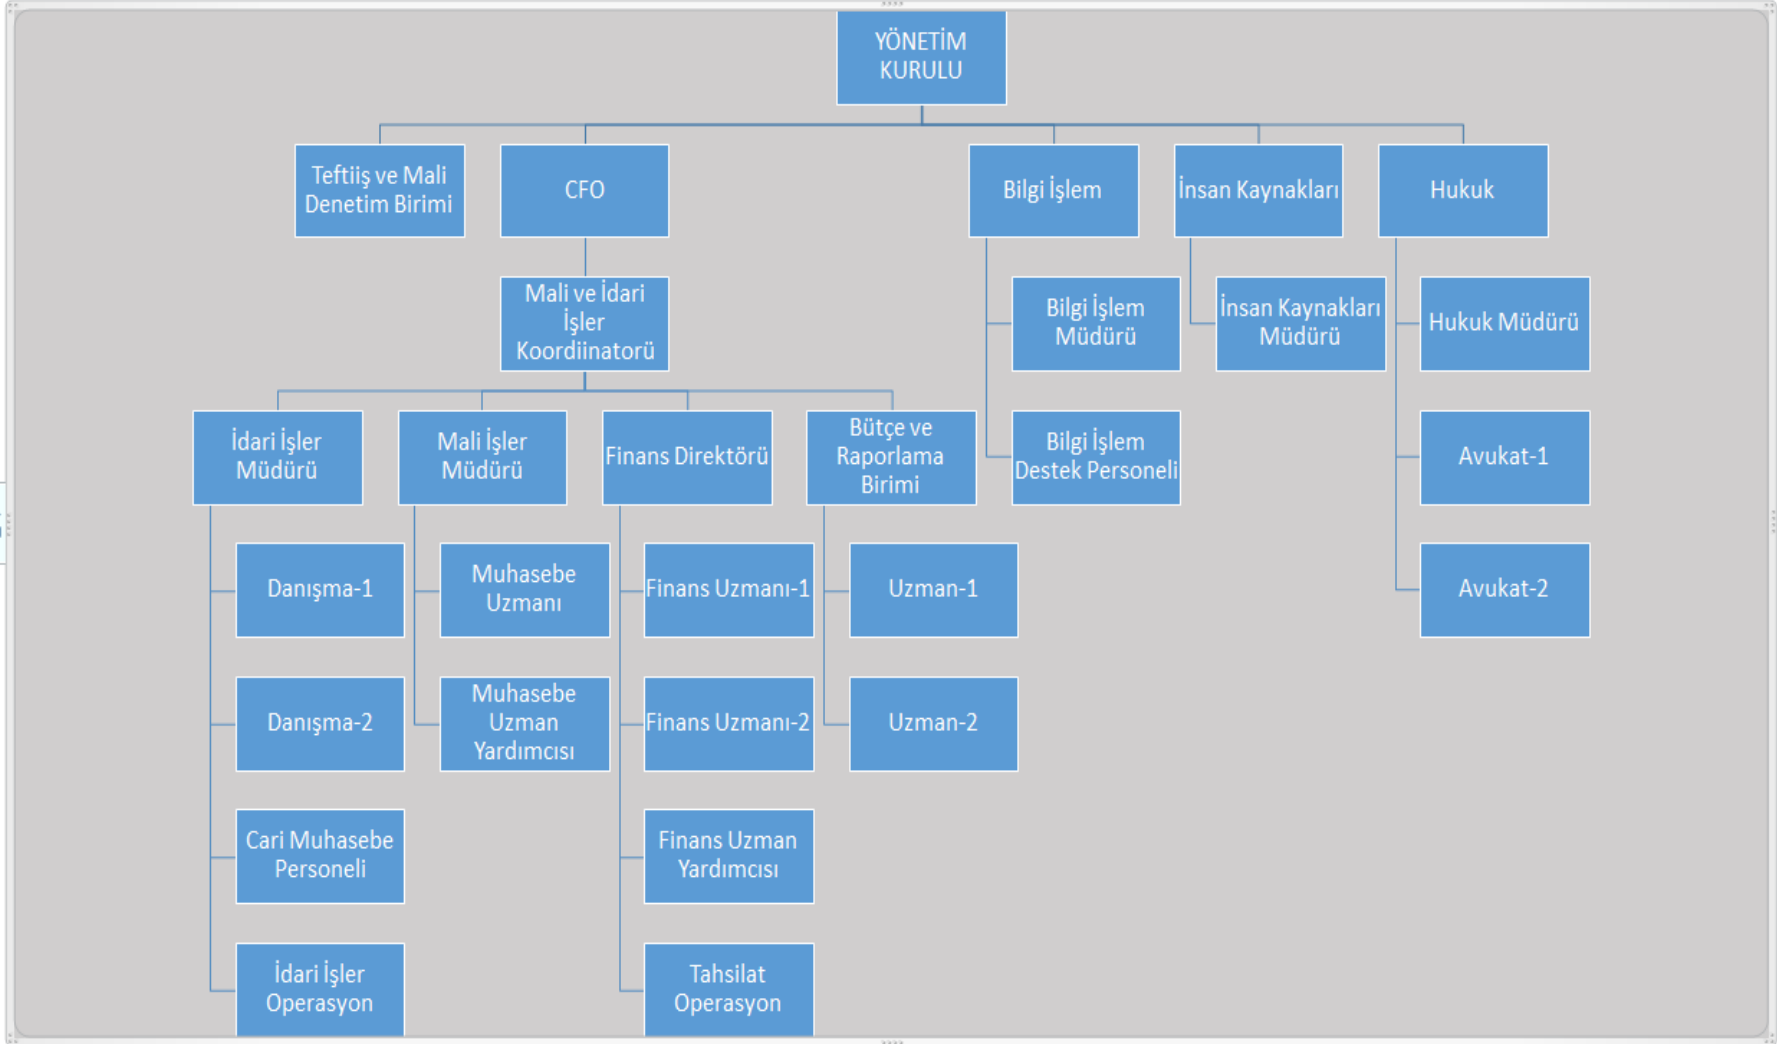 YÖNETİM
KURULU
Teftiiş ve Mali
Denetim Birimi
CFO
Bilgi İşlem
İnsan Kaynakları
Hukuk
Mali ve İdari
İşler
Koordiinatorü
Bilgi İşlem
Müdürü
İnsan Kaynakları
Müdürü
Hukuk Müdürü
İdari İşler
Müdürü
Mali İşler
Müdürü
Finans Direktörü
Bütçe ve
Raporlama
Birimi
Bilgi İşlem
Destek Personeli
Avukat-1
Danışma-1
Muhasebe
Uzmanı
Finans Uzmanı-1
Uzman-1
Avukat-2
Danışma-2
Muhasebe
Uzman
Yardımcısı
Finans Uzmanı-2
Uzman-2
Cari Muhasebe
Personeli
Finans Uzman
Yardımcısı
İdari İşler
Operasyon
Tahsilat
Operasyon